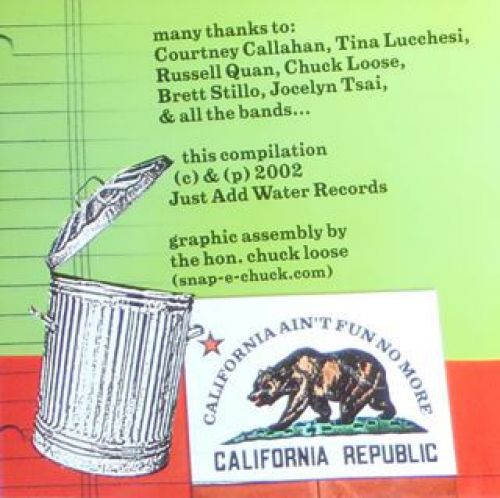 many thanks to:
Courtney Callahan, Tina Lucchesi,
Russell Quan, Chuck Loose,
Brett Stillo, Jocelyn Tsai,
& all the bands...
this compilation
(c) & (p) 2002
Just Add Water Records
graphic assembly by
the hon. chuck loose
(snap-e-chuck.com)
CALIFORNIA AIN'T FUN NO MORE
CALIFORNIA REPUBLIC